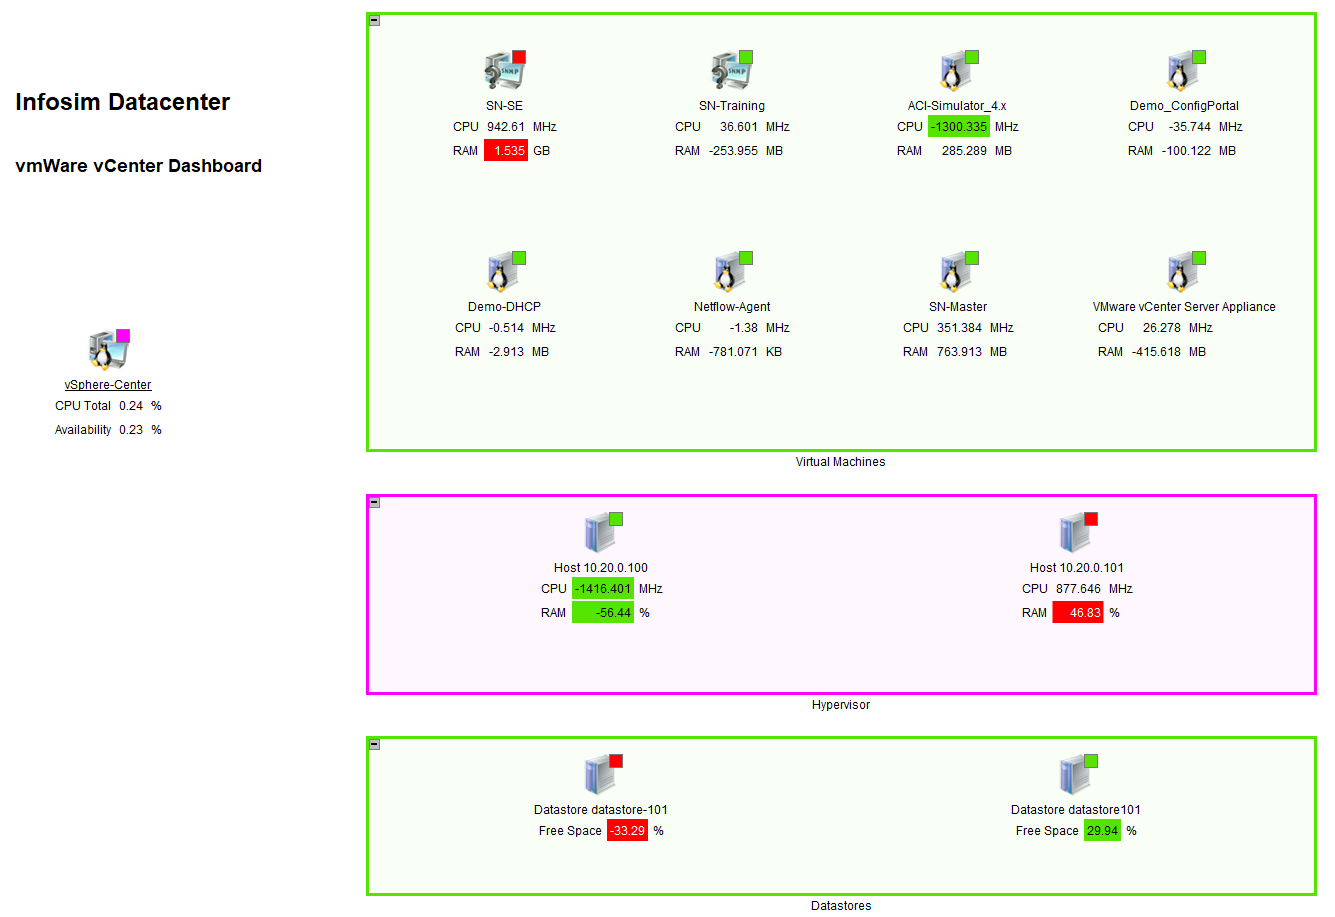 Infosim Datacenter
vmWare vCenter Dashboard
vSphere-Center
CPU Total 0.24 %
Availability 0.23 %
SN-SE
CPU 942.61 MHz
RAM 1.535 GB
SN-Training
CPU 36.601 MHz
RAM -253.955 MB
ACI-Simulator_4.x
CPU -1300.335 MHz
RAM 285.289 MB
Demo_ConfigPortal
CPU -35.744 MHz
RAM -100.122 MB
Demo-DHCP
CPU -0.514 MHz
RAM -2.913 MB
Netflow-Agent
CPU -1.38 MHz
RAM -781.071 KB
SN-Master
CPU 351.384 MHz
RAM 763.913 MB
VMware vCenter Server Appliance
CPU 26.278 MHz
RAM -415.618 MB
Virtual Machines
Host 10.20.0.100
CPU -1416.401 MHz
RAM -56.44 %
Host 10.20.0.101
CPU 877.646 MHz
RAM 46.83 %
Hypervisor
Datastore datastore-101
Free Space -33.29 %
Datastore datastore101
Free Space 29.94 %
Datastores